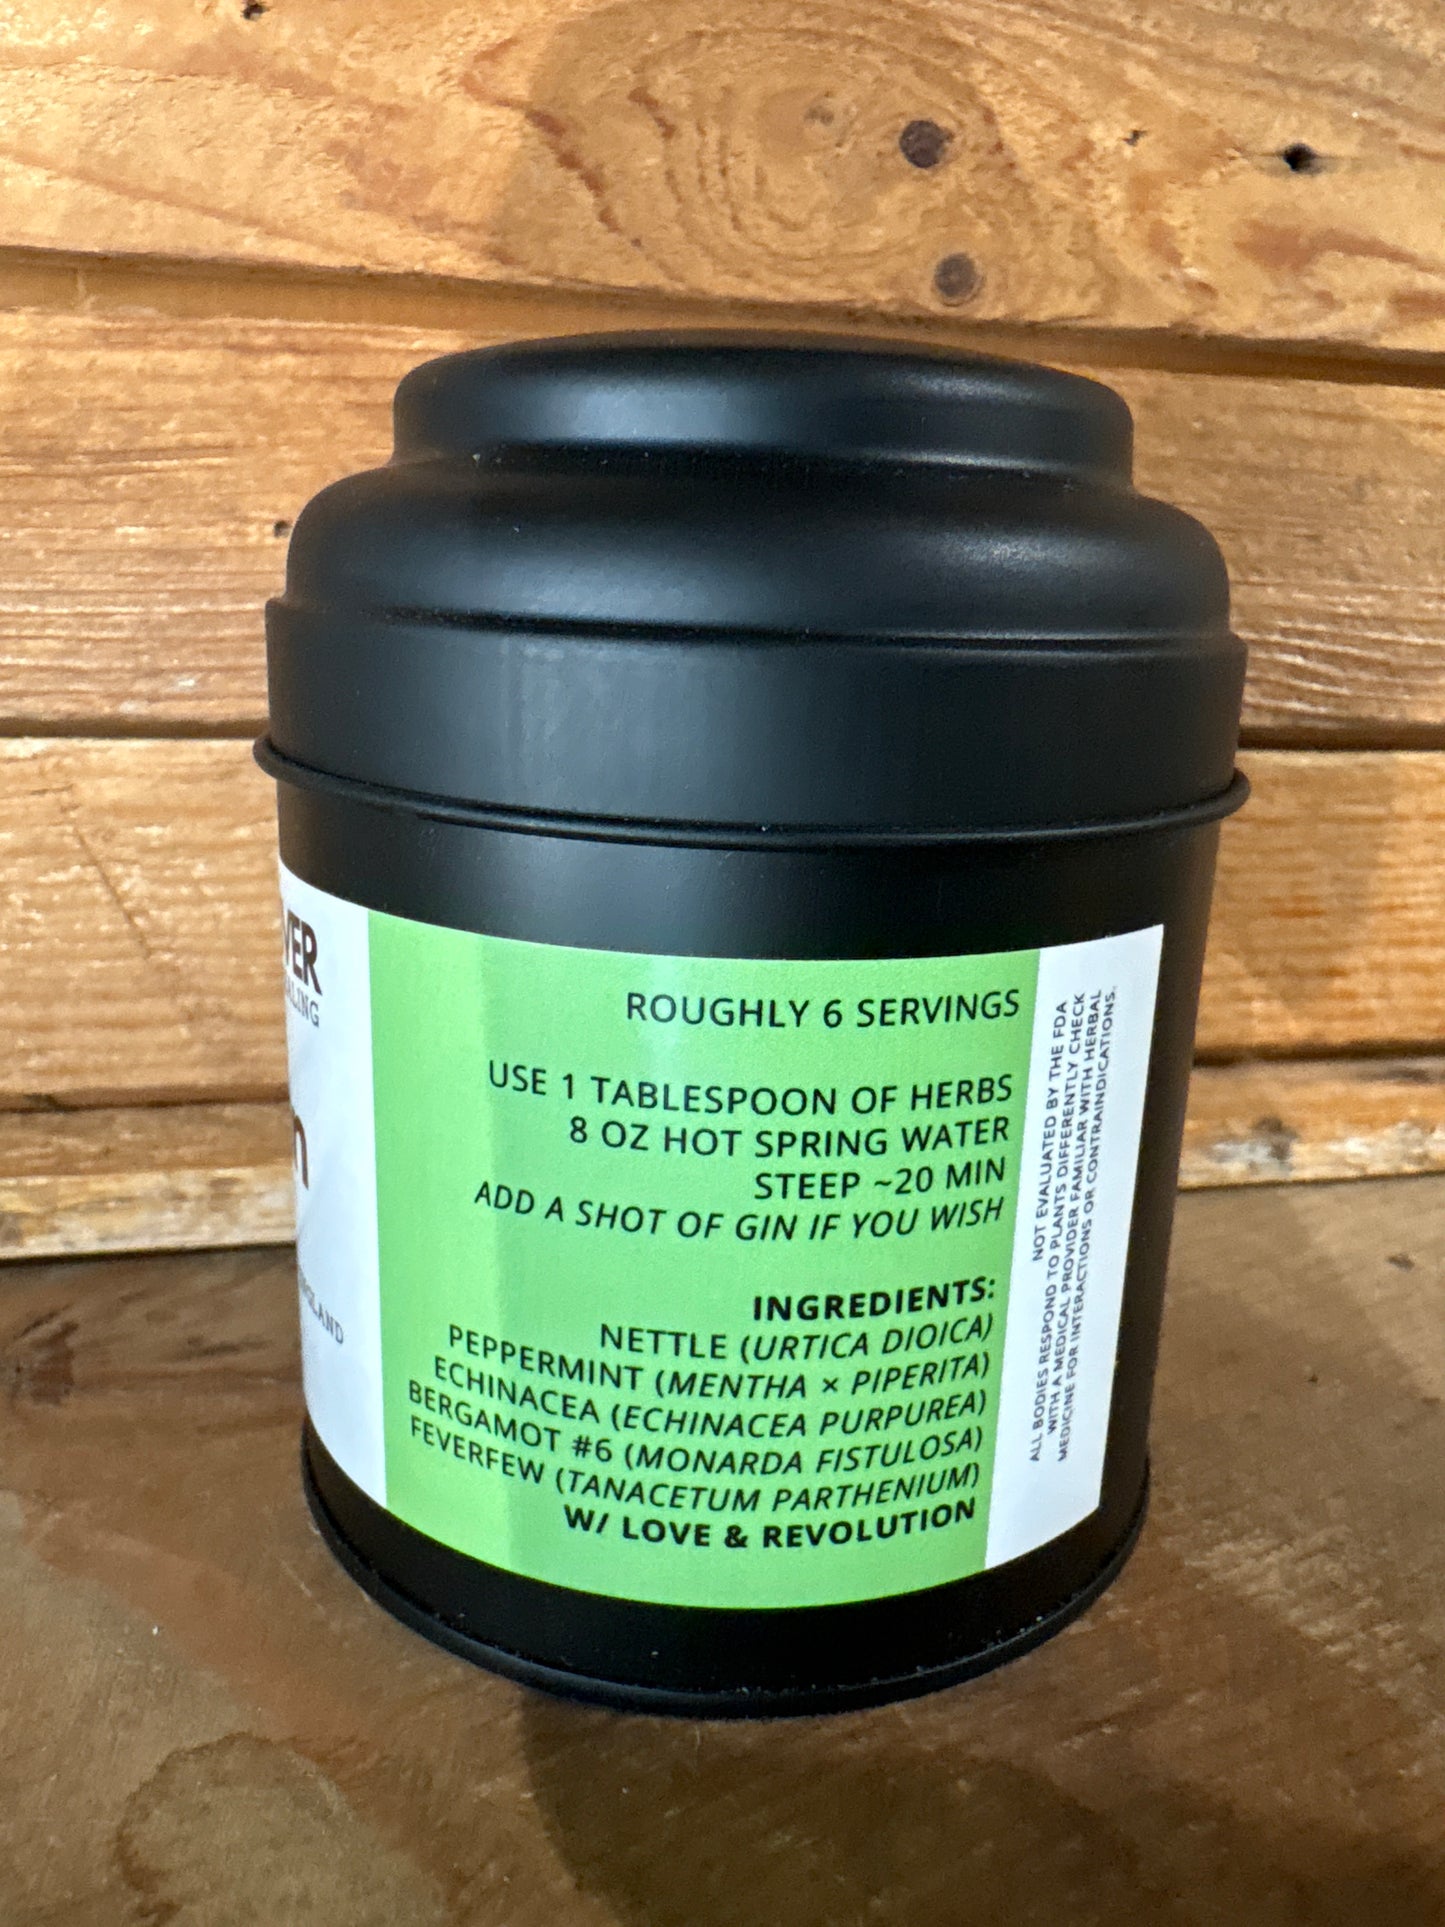 ROUGHLY 6 SERVINGS
USE 1 TABLESPOON OF HERBS
8 OZ HOT SPRING WATER
STEEP ~20 MIN
ADD A SHOT OF GIN IF YOU WISH
INGREDIENTS:
NETTLE (URTICA DIOICA)
PEPPERMINT (MENTHA × PIPERITA)
ECHINACEA (ECHINACEA PURPUREA)
BERGAMOT #6 (MONARDA FISTULOSA)
FEVERFEW (TANACETUM PARTHENIUM)
W/ LOVE & REVOLUTION
NOT EVALUATED BY THE FDA
ALL BODIES RESPOND TO PLANTS DIFFERENTLY CHECK
WITH A MEDICAL PROVIDER FAMILIAR WITH HERBAL
MEDICINE FOR INTERACTIONS OR CONTRAINDICATIONS.